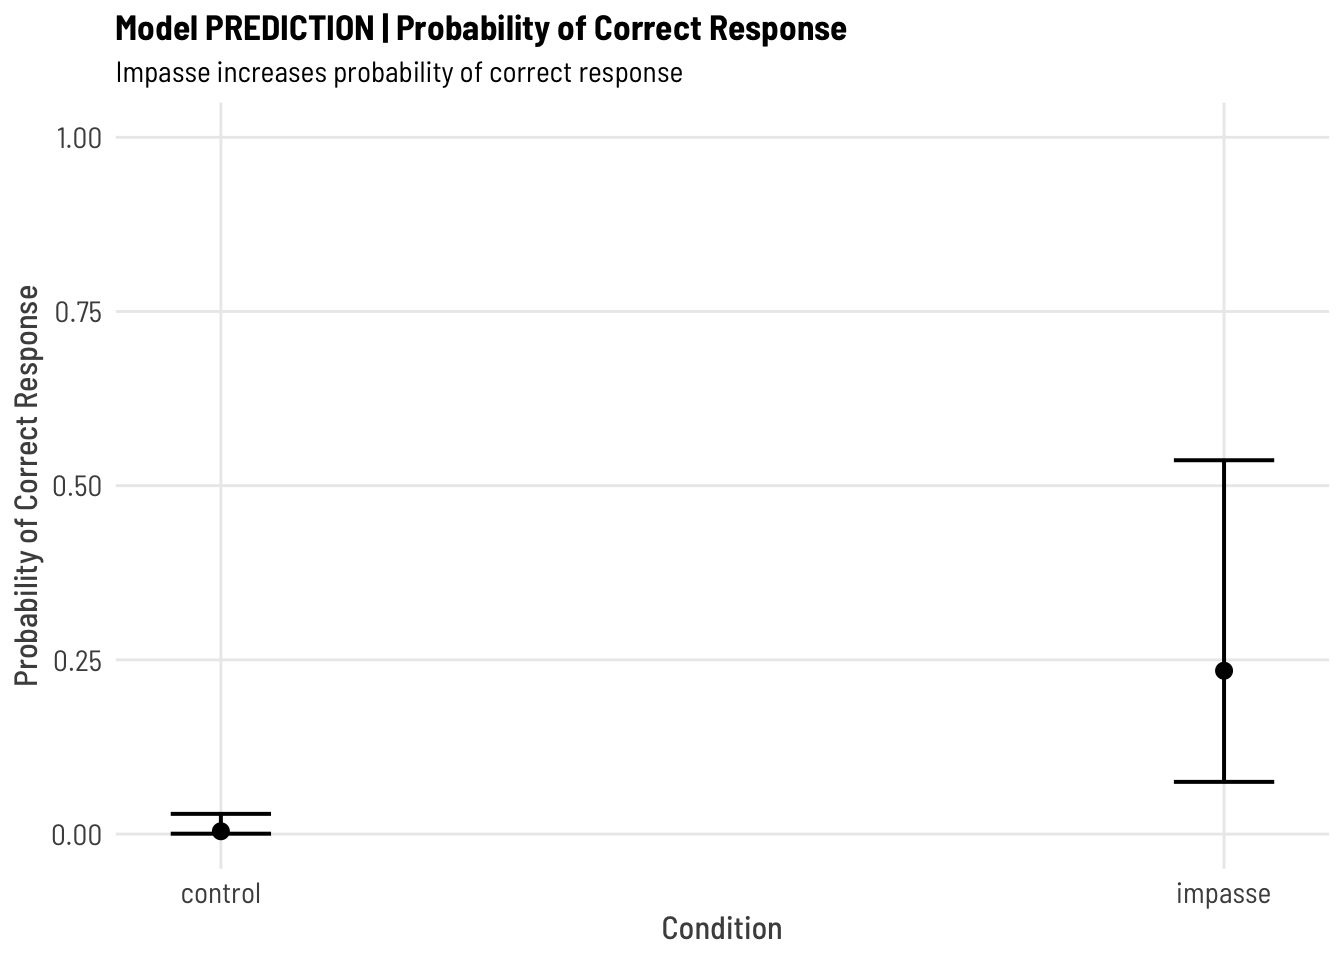 Model PREDICTION | Probability of Correct Response
Impasse increases probability of correct response
Probability of Correct Response
1.00
0.75
0.50
0.25
0.00
control
impasse
Condition